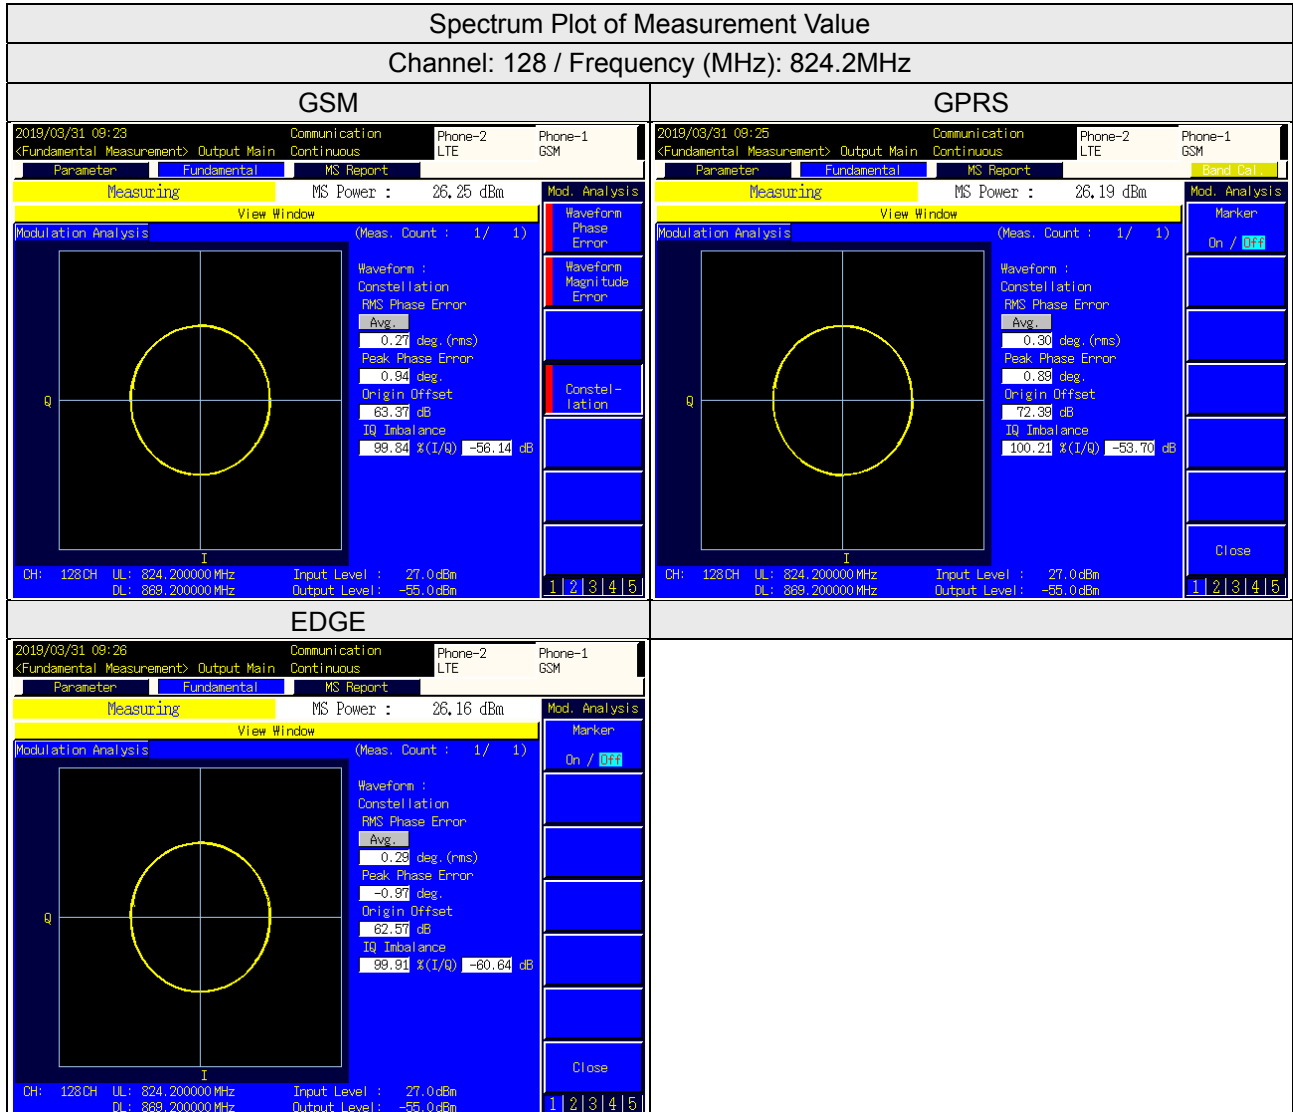 Spectrum Plot of Measurement Value
Channel: 128 / Frequency (MHz): 824.2MHz
GSM
2019/03/31 09:23 Communication Phone-2 Phone-1
<Fundamental Measurement> Output Main Continuous LTE GSM
Parameter Fundamental MS Report
Measuring MS Power : 26.25 dBm Mod. Analysis
View Window
Modulation Analysis (Meas. Count : 1/ 1)
Waveform
Phase
Error
Waveform
Magnitude
Error
Constel-
lation
Waveform :
Constellation
RMS Phase Error
Avg.
0.27 deg.(rms)
Peak Phase Error
0.94 deg.
Origin Offset
63.37 dB
IQ Imbalance
99.84 %(I/Q) -56.14 dB
Q
I
CH: 128CH UL: 824.200000MHz Input Level : 27.0dBm
DL: 869.200000MHz Output Level: -55.0dBm
1 2 3 4 5
GPRS
2019/03/31 09:25 Communication Phone-2 Phone-1
<Fundamental Measurement> Output Main Continuous LTE GSM
Parameter Fundamental MS Report Band Cal.
Measuring MS Power : 26.19 dBm Mod. Analysis
View Window
Modulation Analysis (Meas. Count : 1/ 1)
Marker
On / Off
Waveform :
Constellation
RMS Phase Error
Avg.
0.30 deg.(rms)
Peak Phase Error
0.89 deg.
Origin Offset
72.39 dB
IQ Imbalance
100.21 %(I/Q) -53.70 dB
Q
I
Close
CH: 128CH UL: 824.200000MHz Input Level : 27.0dBm
DL: 869.200000MHz Output Level: -55.0dBm
1 2 3 4 5
EDGE
2019/03/31 09:26 Communication Phone-2 Phone-1
<Fundamental Measurement> Output Main Continuous LTE GSM
Parameter Fundamental MS Report
Measuring MS Power : 26.16 dBm Mod. Analysis
View Window
Modulation Analysis (Meas. Count : 1/ 1)
Marker
On / Off
Waveform :
Constellation
RMS Phase Error
Avg.
0.29 deg.(rms)
Peak Phase Error
-0.97 deg.
Origin Offset
62.57 dB
IQ Imbalance
99.91 %(I/Q) -60.64 dB
Q
I
Close
CH: 128CH UL: 824.200000MHz Input Level : 27.0dBm
DL: 869.200000MHz Output Level: -55.0dBm
1 2 3 4 5